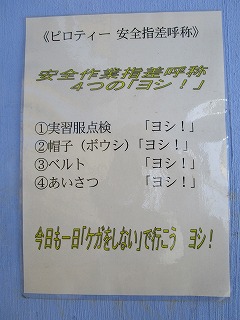 《ピロティー 安全指差呼称》
安全作業指差呼称
4つの「ヨシ！」
①実習服点検 「ヨシ！」
②帽子（ボウシ）「ヨシ！」
③ベルト 「ヨシ！」
④あいさつ 「ヨシ！」
今日も一日「ケガをしない」で行こう ヨシ！